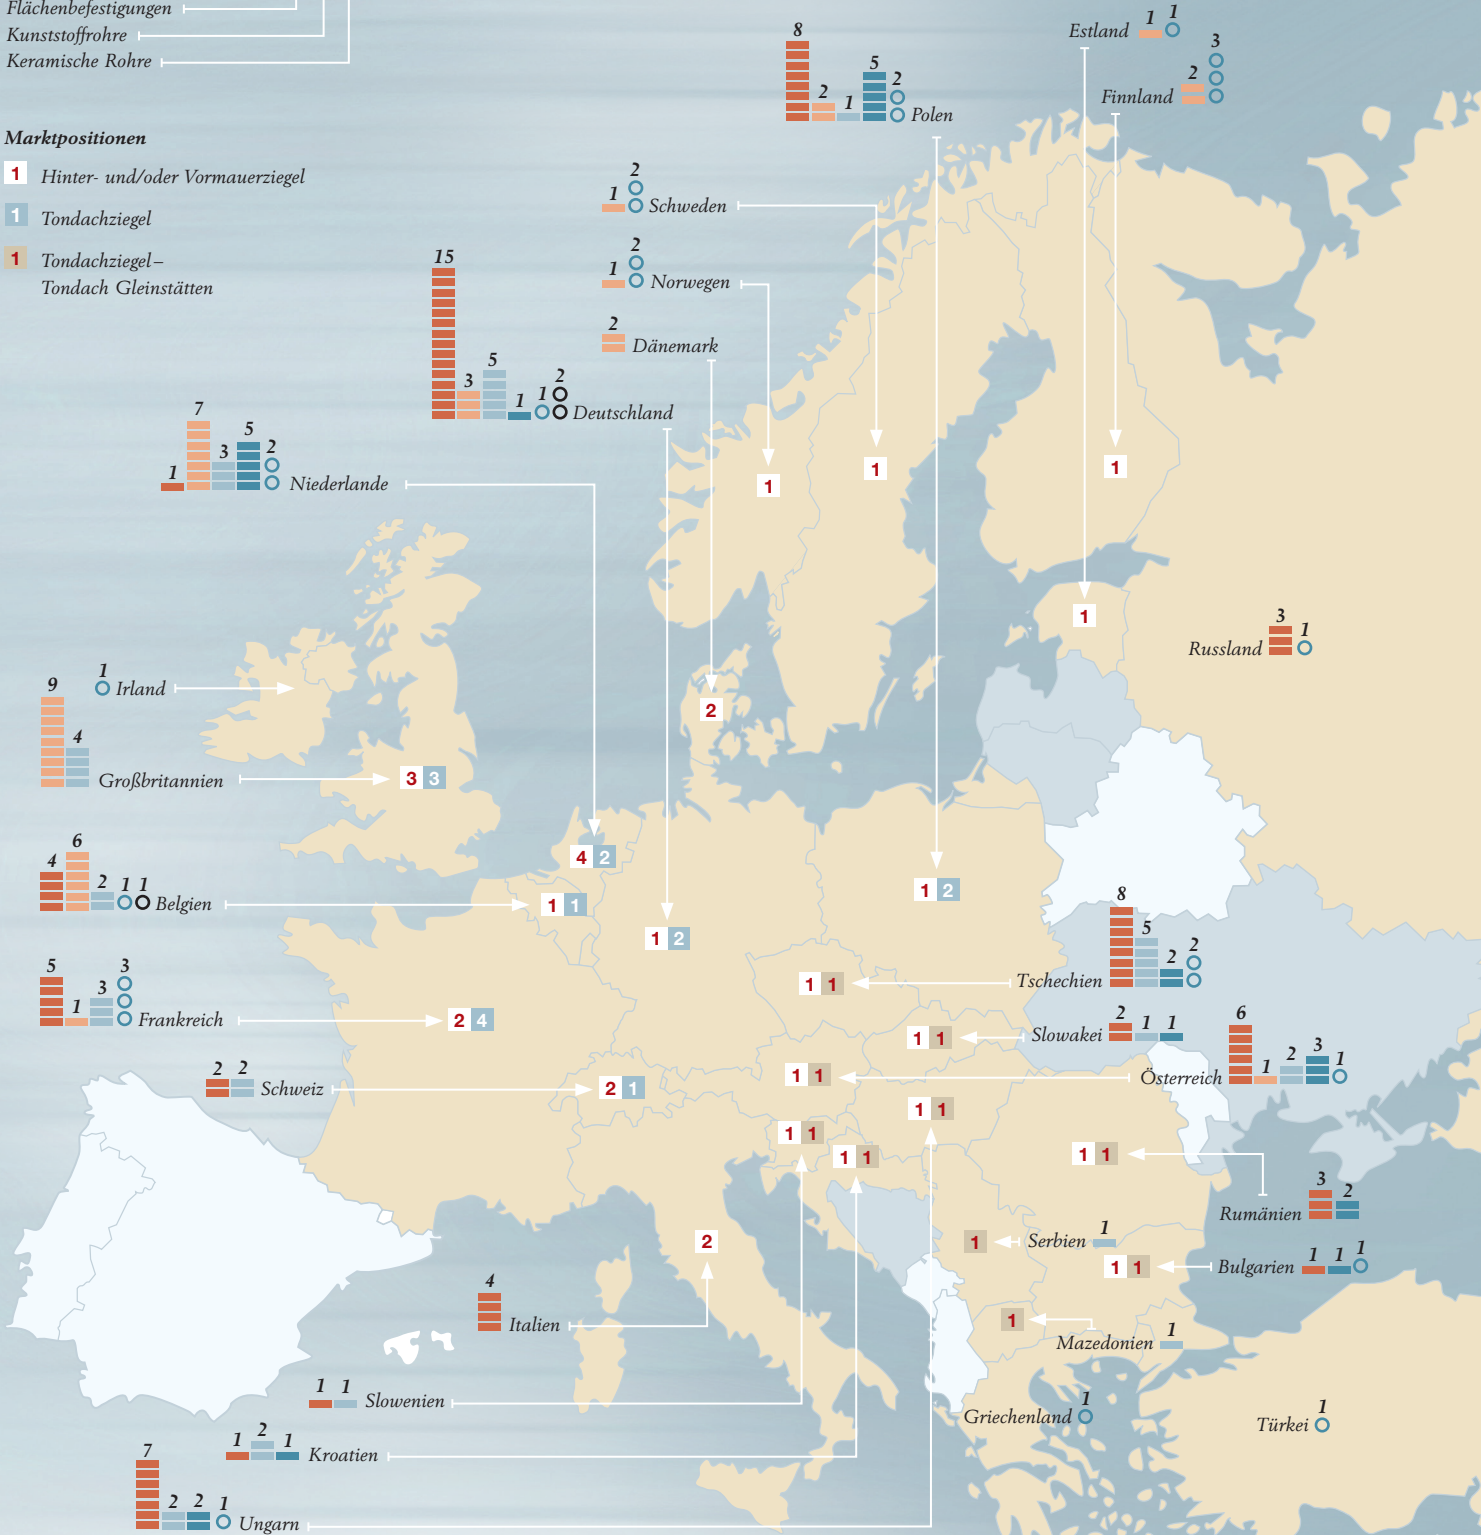 Flächenbefestigungen
Kunststoffrohre
Keramische Rohre
Marktpositionen
1 Hinter- und/oder Vormauerziegel
1 Tondachziegel
1 Tondachziegel–
Tondach Gleinstätten
Estland 1 1
Finnland 2 3
8 2 1 5 2 Polen
1 2 Schweden
1 2 Norwegen
2 Dänemark
15 3 5 1 1 2 Deutschland
1 7 3 5 2 Niederlande
1
1
1
1
Russland 3 1
1 Irland
2
9 4 Großbritannien
3 3
4 2
4 6 2 1 1 Belgien
1 1
1 2
1 2
Tschechien 8 5 2 2
1 1
5 1 3 3 Frankreich
2 4
1 1
Slowakei 2 1 1
2 2 Schweiz
2 1
1 1
Österreich 6 1 2 3 1
1 1
1 1
1 1
1 1
Rumänien 3 2
2
1
Serbien 1
1 1
Bulgarien 1 1 1
4 Italien
1
Mazedonien 1
1 1 Slowenien
Griechenland 1
Türkei 1
1 2 1 Kroatien
7 2 2 1 Ungarn